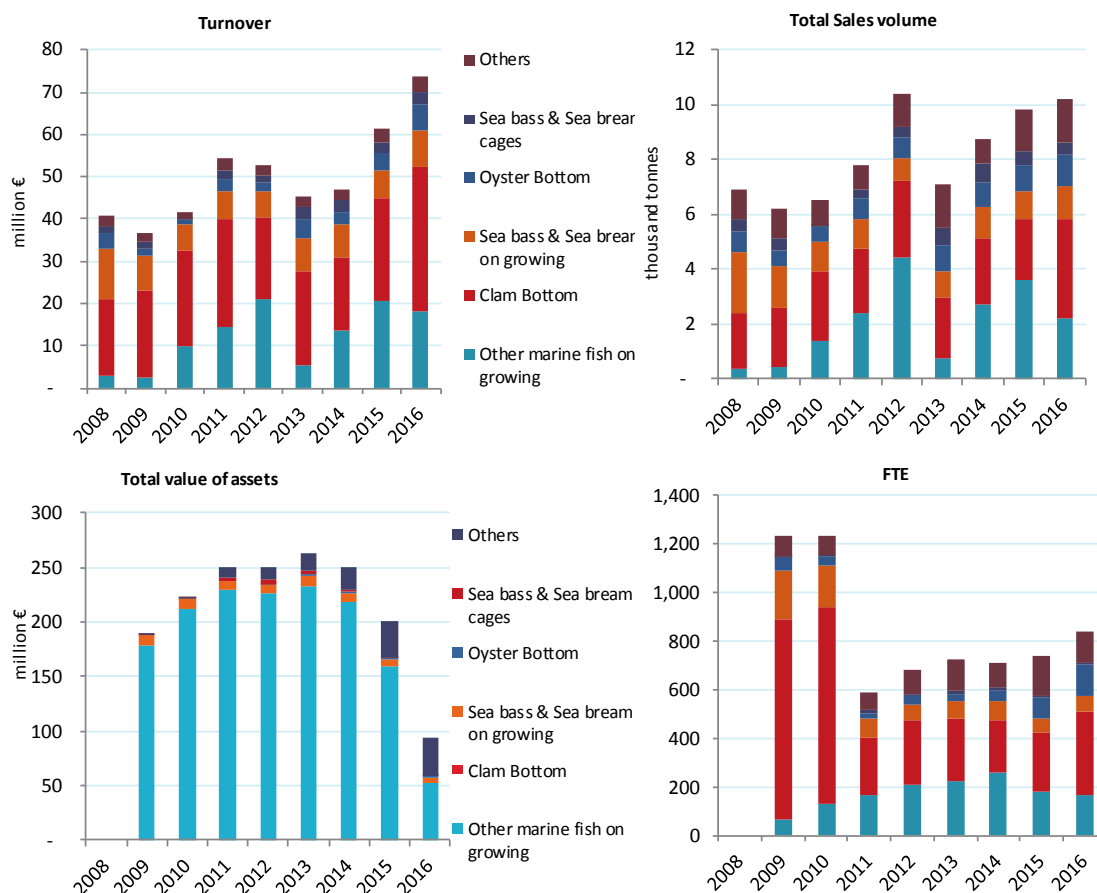 Turnover
80
70
60
50
40
30
20
10
-
million €
2008
2009
2010
2011
2012
2013
2014
2015
2016
Others
Sea bass & Sea brean
cages
Oyster Bottom
Sea bass & Sea brean
on growing
Clam Bottom
Other marine fish on
growing
Total Sales volume
12
10
8
6
4
2
-
thousand tonnes
2008
2009
2010
2011
2012
2013
2014
2015
2016
Total value of assets
300
250
200
150
100
50
-
million €
2008
2009
2010
2011
2012
2013
2014
2015
2016
Others
Sea bass & Sea bream
cages
Oyster Bottom
Sea bass & Sea bream
on growing
Clam Bottom
Other marine fish on
growing
FTE
1,400
1,200
1,000
800
600
400
200
0
2008
2009
2010
2011
2012
2013
2014
2015
2016